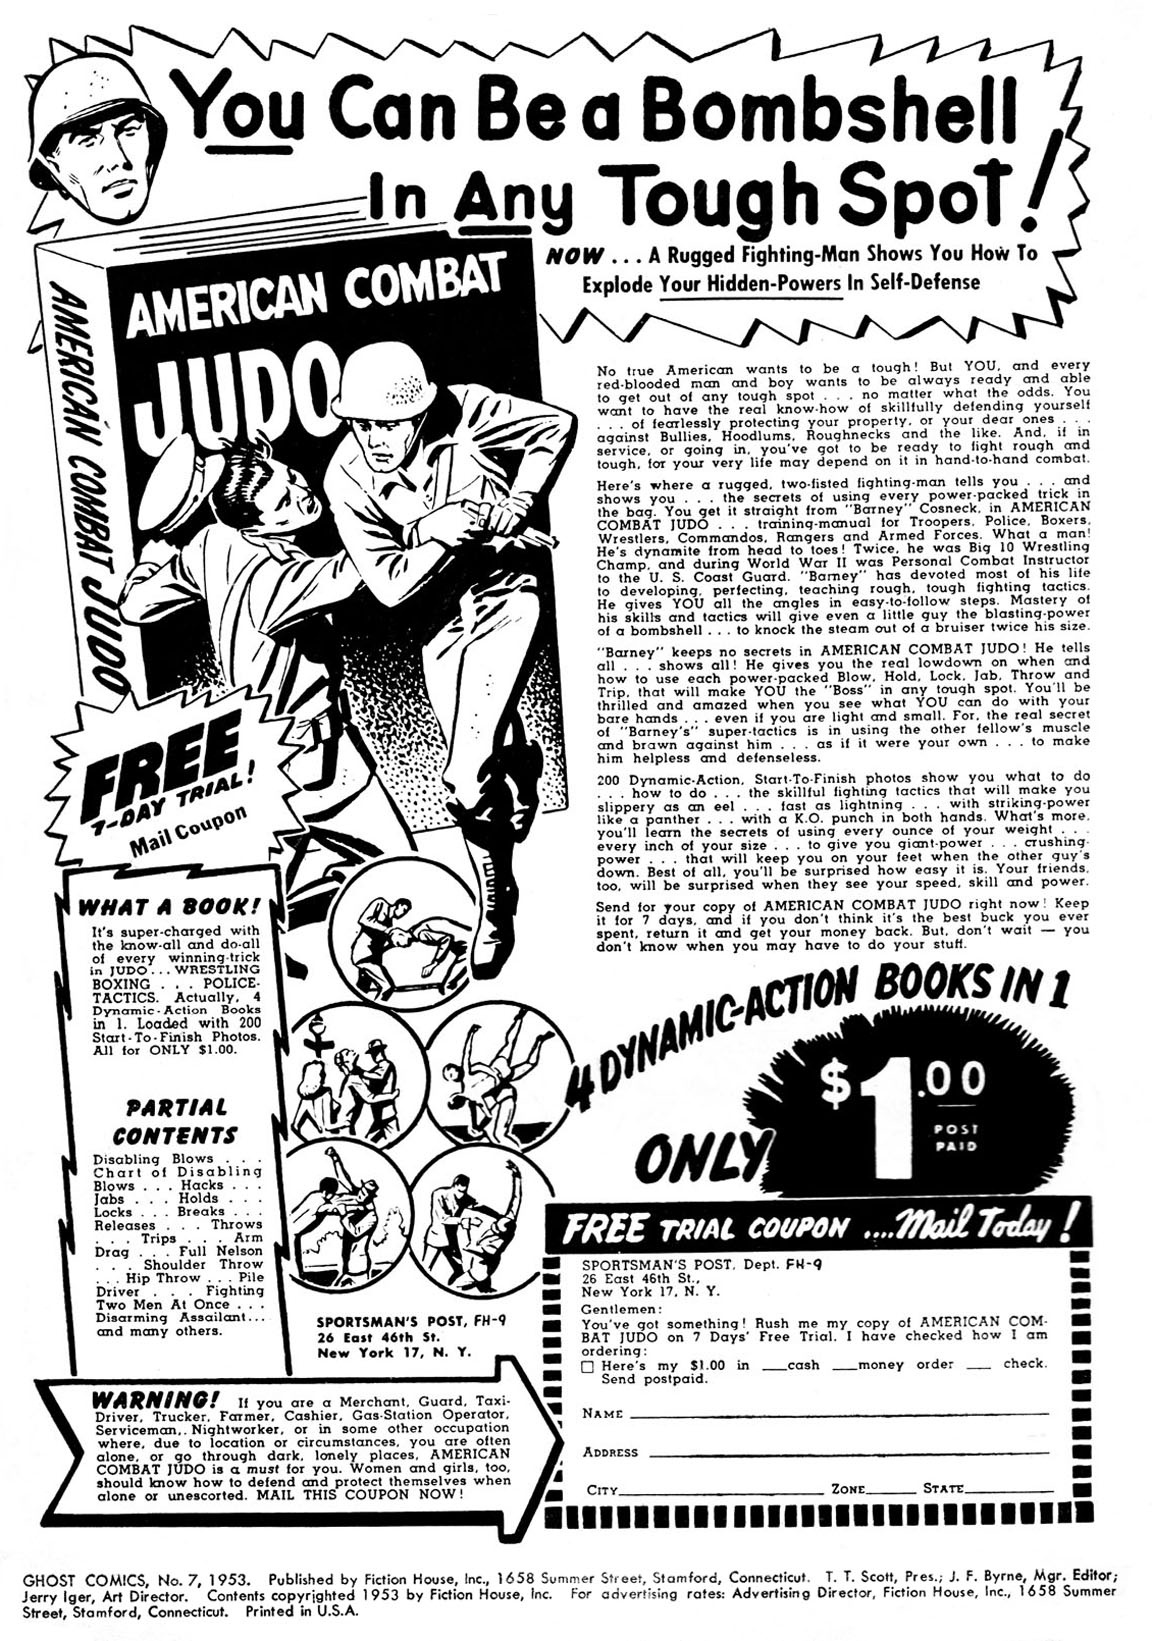 You Can Be a Bombshell
In Any Tough Spot!
NOW ... A Rugged Fighting-Man Shows You How To
Explode Your Hidden-Powers In Self-Defense
AMERICAN COMBAT
JUDO
AMERICAN COMBAT JUDO
No true American wants to be a tough! But YOU, and every
red-blooded man and boy wants to be always ready and able
to get out of any tough spot . . . no matter what the odds. You
want to have the real know-how of skillfully defending yourself
. . . of fearlessly protecting your property, or your dear ones . . .
against Bullies, Hoodlums, Roughnecks and the like. And, if in
service, or going in, you've got to be ready to fight rough and
tough, for your very life may depend on it in hand-to-hand combat.
Here's where a rugged, two-fisted fighting-man tells you . . . and
shows you . . . the secrets of using every power-packed trick in
the bag. You get it straight from "Barney" Cosneck, in AMERICAN
COMBAT JUDO . . . training-manual for Troopers, Police, Boxers,
Wrestlers, Commandos, Rangers and Armed Forces. What a man!
He's dynamite from head to toes! Twice, he was Big 10 Wrestling
Champ, and during World War II was Personal Combat Instructor
to the U. S. Coast Guard. "Barney" has devoted most of his life
to developing, perfecting, teaching rough, tough fighting tactics.
He gives YOU all the angles in easy-to-follow steps. Mastery of
his skills and tactics will give even a little guy the blasting-power
of a bombshell . . . to knock the steam out of a bruiser twice his size.
"Barney" keeps no secrets in AMERICAN COMBAT JUDO! He tells
all . . . shows all! He gives you the real lowdown on when and
how to use each power-packed Blow, Hold, Lock, Jab, Throw and
Trip, that will make YOU the "Boss" in any tough spot. You'll be
thrilled and amazed when you see what YOU can do with your
bare hands . . . even if you are light and small. For, the real secret
of "Barney's" super-tactics is in using the other fellow's muscle
and brawn against him . . . as if it were your own . . . to make
him helpless and defenseless.
200 Dynamic-Action, Start-To-Finish photos show you what to do
. . . how to do . . . the skillful fighting tactics that will make you
slippery as an eel . . . fast as lightning . . . with striking-power
like a panther . . . with a K.O. punch in both hands. What's more,
you'll learn the secrets of using every ounce of your weight . . .
every inch of your size . . . to give you giant-power . . . crushing-
power . . . that will keep you on your feet when the other guy's
down. Best of all, you'll be surprised how easy it is. Your friends,
too, will be surprised when they see your speed, skill and power.
Send for your copy of AMERICAN COMBAT JUDO right now! Keep
it for 7 days, and if you don't think it's the best buck you ever
spent, return it and get your money back. But, don't wait — you
don't know when you may have to do your stuff.
FREE
7-DAY TRIAL!
Mail Coupon
WHAT A BOOK!
It's super-charged with
the know-all and do-all
of every winning-trick
in JUDO... WRESTLING
BOXING . . . POLICE-
TACTICS. Actually, 4
Dynamic-Action Books
in 1. Loaded with 200
Start-To-Finish Photos.
All for ONLY $1.00.
PARTIAL
CONTENTS
Disabling Blows . . .
Chart of Disabling
Blows . . . Hacks . . .
Jabs . . . Holds . . .
Locks . . . Breaks . . .
Releases . . . Throws
. . . Trips . . . Arm
Drag . . . Full Nelson
. . . Shoulder Throw
. . . Hip Throw . . . Pile
Driver . . . Fighting
Two Men At Once . . .
Disarming Assailant...
and many others.
SPORTSMAN'S POST, FH-9
26 East 46th St.
New York 17, N. Y.
4 DYNAMIC-ACTION BOOKS IN 1
ONLY $1.00
POST
PAID
FREE TRIAL COUPON ....Mail Today!
SPORTSMAN'S POST, Dept. FH-9
26 East 46th St.,
New York 17, N. Y.
Gentlemen:
You've got something! Rush me my copy of AMERICAN COM-
BAT JUDO on 7 Days' Free Trial. I have checked how I am
ordering:
☐ Here's my $1.00 in ___cash ___money order ___ check.
Send postpaid.
NAME
ADDRESS
CITY ZONE STATE
WARNING! If you are a Merchant, Guard, Taxi-
Driver, Trucker, Farmer, Cashier, Gas-Station Operator,
Serviceman,. Nightworker, or in some other occupation
where, due to location or circumstances, you are often
alone, or go through dark, lonely places, AMERICAN
COMBAT JUDO is a must for you. Women and girls, too,
should know how to defend and protect themselves when
alone or unescorted. MAIL THIS COUPON NOW!
GHOST COMICS, No. 7, 1953. Published by Fiction House, Inc., 1658 Summer Street, Stamford, Connecticut. T. T. Scott, Pres.; J. F. Byrne, Mgr. Editor;
Jerry Iger, Art Director. Contents copyrighted 1953 by Fiction House, Inc. For advertising rates: Advertising Director, Fiction House, Inc., 1658 Summer
Street, Stamford, Connecticut. Printed in U.S.A.